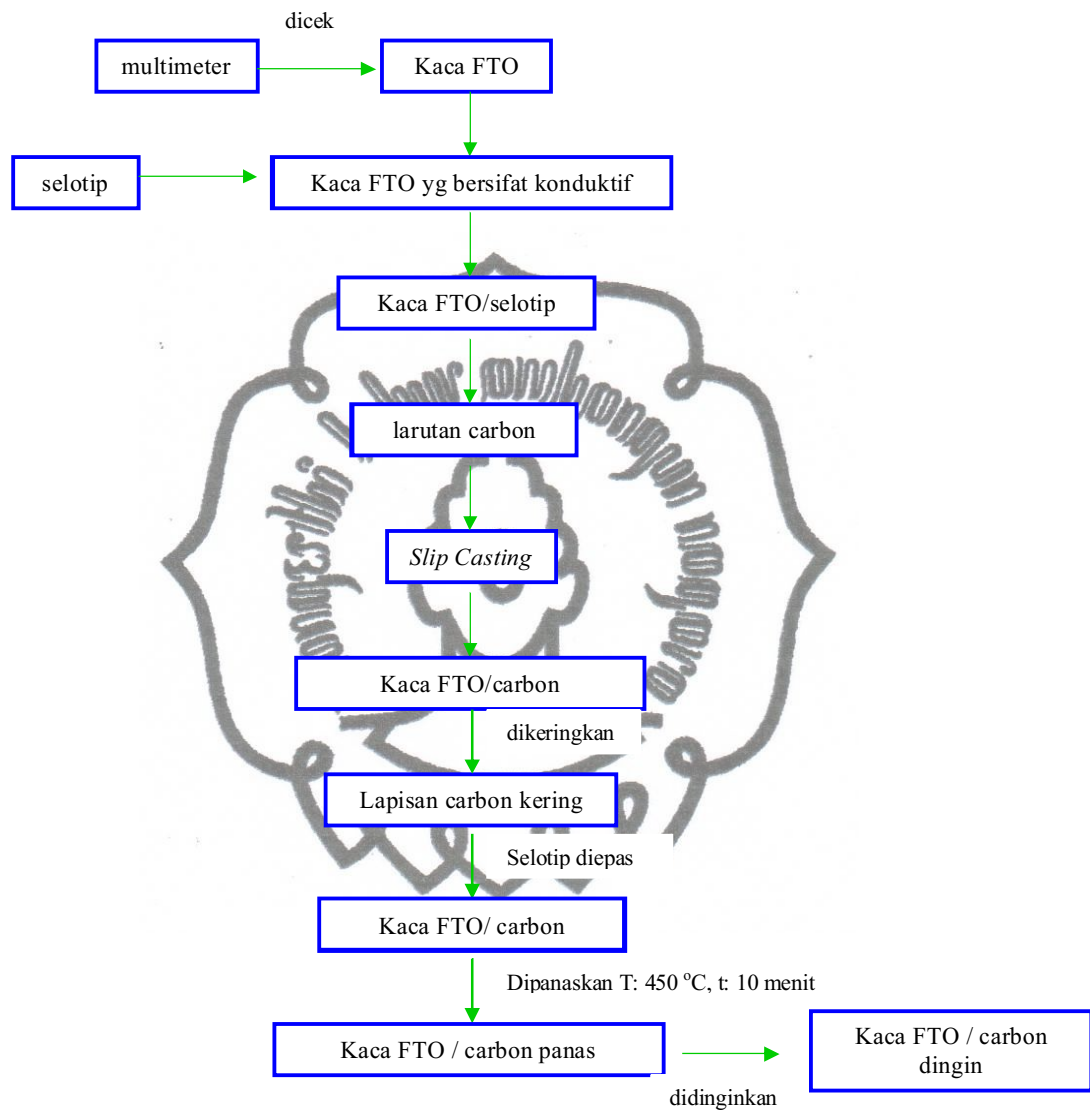 dicek
multimeter
Kaca FTO
selotip
Kaca FTO yg bersifat konduktif
Kaca FTO/selotip
larutan carbon
Slip Casting
Kaca FTO/carbon
dikeringkan
Lapisan carbon kering
Selotip diepas
Kaca FTO/ carbon
Dipanaskan T: 450 °C, t: 10 menit
Kaca FTO / carbon panas
Kaca FTO / carbon
dingin
didinginkan